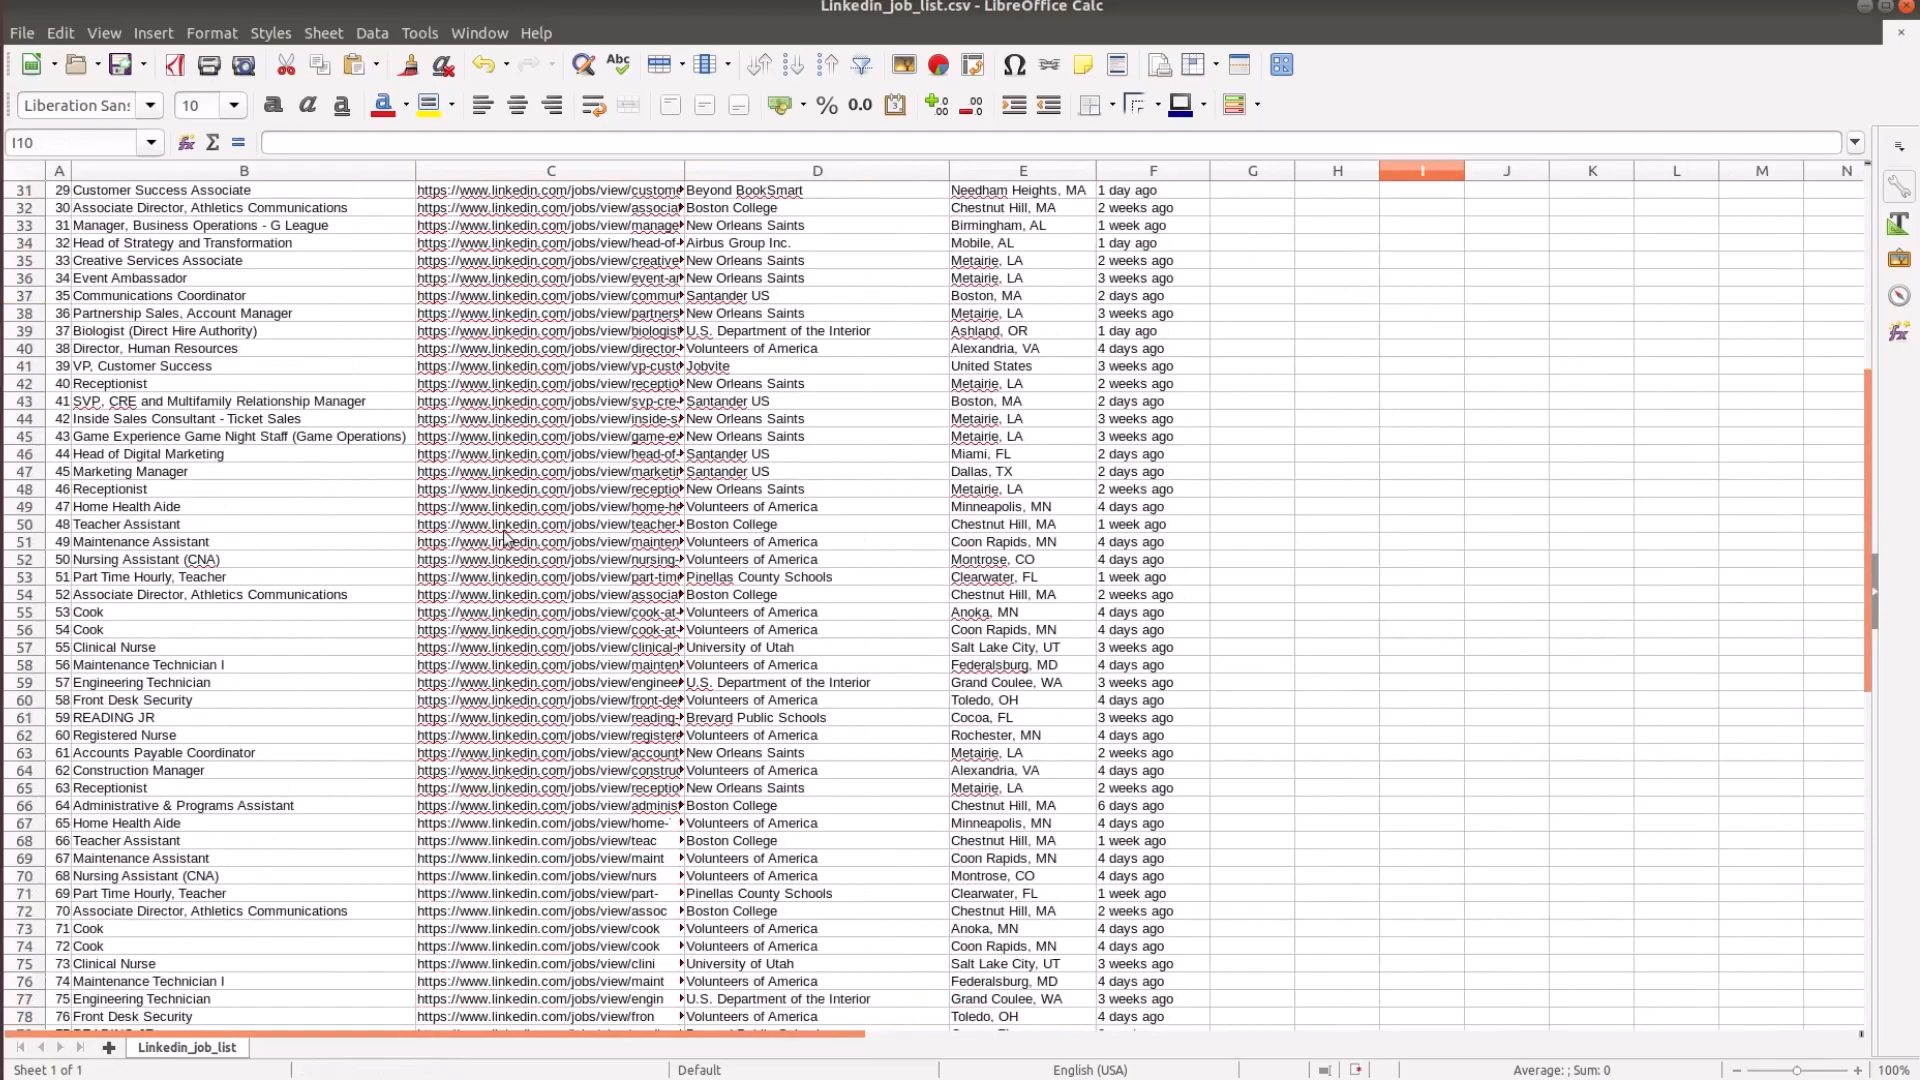 Linkedin_job_list.csv - LibreOffice Calc
File Edit View Insert Format Styles Sheet Data Tools Window Help
Abc
Liberation Sans 10 a a a % 0.0
I10
A B C D E F G H I J K L M N
31 29 Customer Success Associate https://www.linkedin.com/jobs/view/custome Beyond BookSmart Needham Heights, MA 1 day ago
32 30 Associate Director, Athletics Communications https://www.linkedin.com/jobs/view/associa Boston College Chestnut Hill, MA 2 weeks ago
33 31 Manager, Business Operations - G League https://www.linkedin.com/jobs/view/manage New Orleans Saints Birmingham, AL 1 week ago
34 32 Head of Strategy and Transformation https://www.linkedin.com/jobs/view/head-of- Airbus Group Inc. Mobile, AL 1 day ago
35 33 Creative Services Associate https://www.linkedin.com/jobs/view/creative New Orleans Saints Metairie, LA 2 weeks ago
36 34 Event Ambassador https://www.linkedin.com/jobs/view/event-a New Orleans Saints Metairie, LA 3 weeks ago
37 35 Communications Coordinator https://www.linkedin.com/jobs/view/commu Santander US Boston, MA 2 days ago
38 36 Partnership Sales, Account Manager https://www.linkedin.com/jobs/view/partners New Orleans Saints Metairie, LA 3 weeks ago
39 37 Biologist (Direct Hire Authority) https://www.linkedin.com/jobs/view/biologist U.S. Department of the Interior Ashland, OR 1 day ago
40 38 Director, Human Resources https://www.linkedin.com/jobs/view/director- Volunteers of America Alexandria, VA 4 days ago
41 39 VP, Customer Success https://www.linkedin.com/jobs/view/vp-custo Jobvite United States 3 weeks ago
42 40 Receptionist https://www.linkedin.com/jobs/view/receptio New Orleans Saints Metairie, LA 2 weeks ago
43 41 SVP, CRE and Multifamily Relationship Manager https://www.linkedin.com/jobs/view/svp-cre- Santander US Boston, MA 2 days ago
44 42 Inside Sales Consultant - Ticket Sales https://www.linkedin.com/jobs/view/inside-s New Orleans Saints Metairie, LA 3 weeks ago
45 43 Game Experience Game Night Staff (Game Operations) https://www.linkedin.com/jobs/view/game-e New Orleans Saints Metairie, LA 3 weeks ago
46 44 Head of Digital Marketing https://www.linkedin.com/jobs/view/head-of- Santander US Miami, FL 2 days ago
47 45 Marketing Manager https://www.linkedin.com/jobs/view/marketin Santander US Dallas, TX 2 days ago
48 46 Receptionist https://www.linkedin.com/jobs/view/receptio New Orleans Saints Metairie, LA 2 weeks ago
49 47 Home Health Aide https://www.linkedin.com/jobs/view/home-he Volunteers of America Minneapolis, MN 4 days ago
50 48 Teacher Assistant https://www.linkedin.com/jobs/view/teacher- Boston College Chestnut Hill, MA 1 week ago
51 49 Maintenance Assistant https://www.linkedin.com/jobs/view/mainten Volunteers of America Coon Rapids, MN 4 days ago
52 50 Nursing Assistant (CNA) https://www.linkedin.com/jobs/view/nursing- Volunteers of America Montrose, CO 4 days ago
53 51 Part Time Hourly, Teacher https://www.linkedin.com/jobs/view/part-time Pinellas County Schools Clearwater, FL 1 week ago
54 52 Associate Director, Athletics Communications https://www.linkedin.com/jobs/view/associa Boston College Chestnut Hill, MA 2 weeks ago
55 53 Cook https://www.linkedin.com/jobs/view/cook-at- Volunteers of America Anoka, MN 4 days ago
56 54 Cook https://www.linkedin.com/jobs/view/cook-at- Volunteers of America Coon Rapids, MN 4 days ago
57 55 Clinical Nurse https://www.linkedin.com/jobs/view/clinical- University of Utah Salt Lake City, UT 3 weeks ago
58 56 Maintenance Technician I https://www.linkedin.com/jobs/view/mainten Volunteers of America Federalsburg, MD 4 days ago
59 57 Engineering Technician https://www.linkedin.com/jobs/view/enginee U.S. Department of the Interior Grand Coulee, WA 3 weeks ago
60 58 Front Desk Security https://www.linkedin.com/jobs/view/front-de Volunteers of America Toledo, OH 4 days ago
61 59 READING JR https://www.linkedin.com/jobs/view/reading- Brevard Public Schools Cocoa, FL 3 weeks ago
62 60 Registered Nurse https://www.linkedin.com/jobs/view/registere Volunteers of America Rochester, MN 4 days ago
63 61 Accounts Payable Coordinator https://www.linkedin.com/jobs/view/account New Orleans Saints Metairie, LA 2 weeks ago
64 62 Construction Manager https://www.linkedin.com/jobs/view/construc Volunteers of America Alexandria, VA 4 days ago
65 63 Receptionist https://www.linkedin.com/jobs/view/receptio New Orleans Saints Metairie, LA 2 weeks ago
66 64 Administrative & Programs Assistant https://www.linkedin.com/jobs/view/adminis Boston College Chestnut Hill, MA 6 days ago
67 65 Home Health Aide https://www.linkedin.com/jobs/view/home- Volunteers of America Minneapolis, MN 4 days ago
68 66 Teacher Assistant https://www.linkedin.com/jobs/view/teac Boston College Chestnut Hill, MA 1 week ago
69 67 Maintenance Assistant https://www.linkedin.com/jobs/view/maint Volunteers of America Coon Rapids, MN 4 days ago
70 68 Nursing Assistant (CNA) https://www.linkedin.com/jobs/view/nurs Volunteers of America Montrose, CO 4 days ago
71 69 Part Time Hourly, Teacher https://www.linkedin.com/jobs/view/part- Pinellas County Schools Clearwater, FL 1 week ago
72 70 Associate Director, Athletics Communications https://www.linkedin.com/jobs/view/assoc Boston College Chestnut Hill, MA 2 weeks ago
73 71 Cook https://www.linkedin.com/jobs/view/cook Volunteers of America Anoka, MN 4 days ago
74 72 Cook https://www.linkedin.com/jobs/view/cook Volunteers of America Coon Rapids, MN 4 days ago
75 73 Clinical Nurse https://www.linkedin.com/jobs/view/clini University of Utah Salt Lake City, UT 3 weeks ago
76 74 Maintenance Technician I https://www.linkedin.com/jobs/view/maint Volunteers of America Federalsburg, MD 4 days ago
77 75 Engineering Technician https://www.linkedin.com/jobs/view/engin U.S. Department of the Interior Grand Coulee, WA 3 weeks ago
78 76 Front Desk Security https://www.linkedin.com/jobs/view/fron Volunteers of America Toledo, OH 4 days ago
Linkedin_job_list
Sheet 1 of 1 Default English (USA) Average: ; Sum: 0 100%